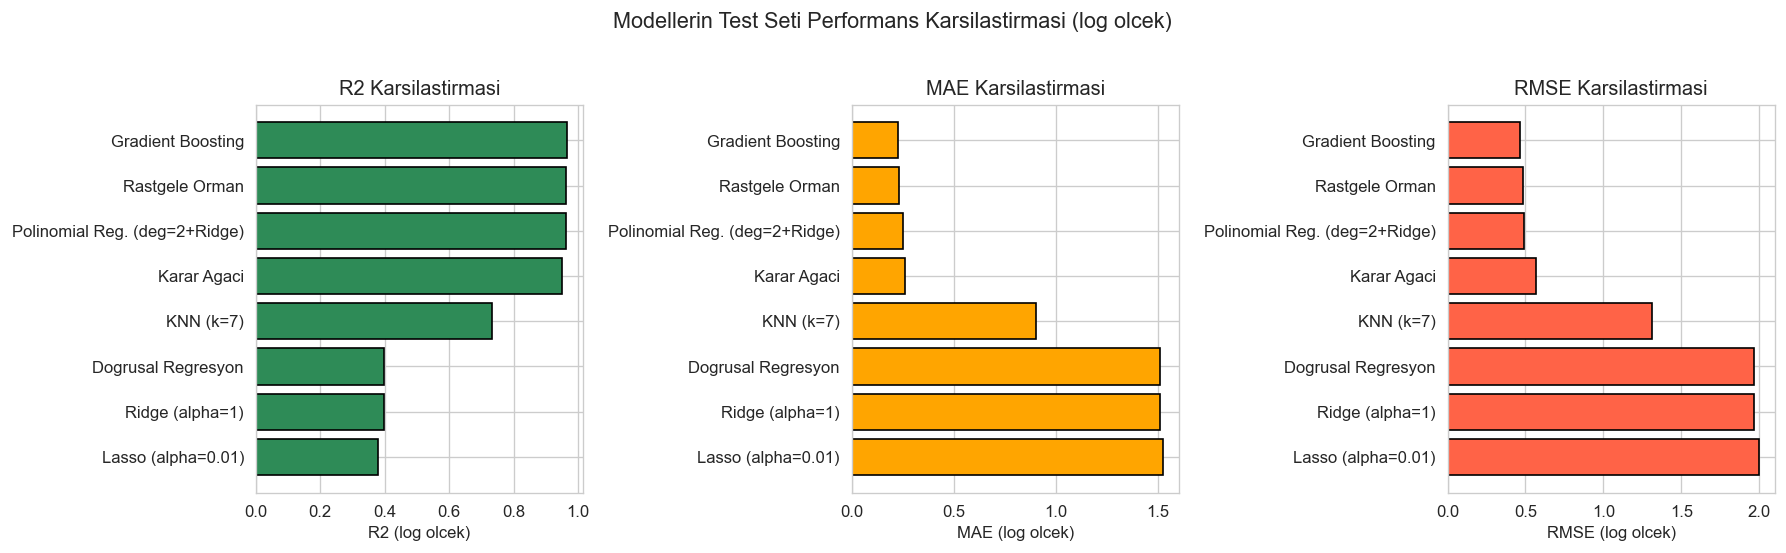 Modellerin Test Seti Performans Karsilastirmasi (log olcek)
R2 Karsilastirmasi
Gradient Boosting
Rastgele Orman
Polinomial Reg. (deg=2+Ridge)
Karar Agaci
KNN (k=7)
Dogrusal Regresyon
Ridge (alpha=1)
Lasso (alpha=0.01)
0.0 0.2 0.4 0.6 0.8 1.0
R2 (log olcek)
MAE Karsilastirmasi
Gradient Boosting
Rastgele Orman
Polinomial Reg. (deg=2+Ridge)
Karar Agaci
KNN (k=7)
Dogrusal Regresyon
Ridge (alpha=1)
Lasso (alpha=0.01)
0.0 0.5 1.0 1.5
MAE (log olcek)
RMSE Karsilastirmasi
Gradient Boosting
Rastgele Orman
Polinomial Reg. (deg=2+Ridge)
Karar Agaci
KNN (k=7)
Dogrusal Regresyon
Ridge (alpha=1)
Lasso (alpha=0.01)
0.0 0.5 1.0 1.5 2.0
RMSE (log olcek)